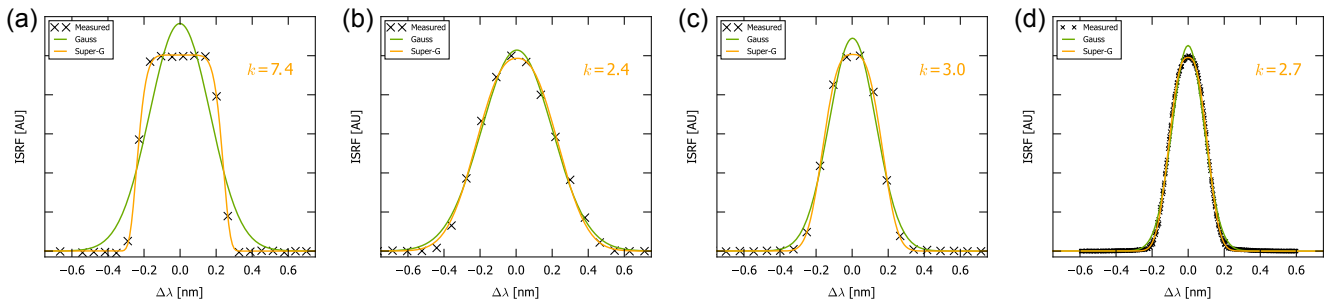 (a)
Measured
Gauss
Super-G
k=7.4
ISRF [AU]
−0.6 −0.4 −0.2 0.0 0.2 0.4 0.6
Δλ [nm]
(b)
Measured
Gauss
Super-G
k=2.4
ISRF [AU]
−0.6 −0.4 −0.2 0.0 0.2 0.4 0.6
Δλ [nm]
(c)
Measured
Gauss
Super-G
k=3.0
ISRF [AU]
−0.6 −0.4 −0.2 0.0 0.2 0.4 0.6
Δλ [nm]
(d)
Measured
Gauss
Super-G
k=2.7
ISRF [AU]
−0.6 −0.4 −0.2 0.0 0.2 0.4 0.6
Δλ [nm]